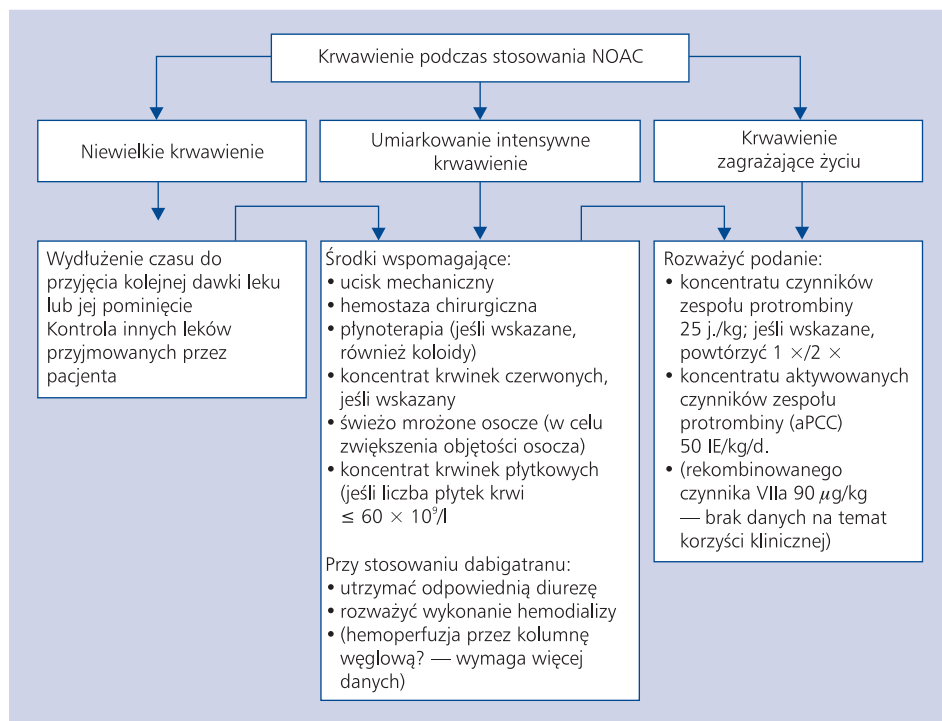 Krwawienie podczas stosowania NOAC
Niewielkie krwawienie
Umiarkowanie intensywne
krwawienie
Krwawienie
zagrażające życiu
Wydłużenie czasu do
przyjęcia kolejnej dawki leku
lub jej pominięcie
Kontrola innych leków
przyjmowanych przez
pacjenta
Środki wspomagające:
• ucisk mechaniczny
• hemostaza chirurgiczna
• płynoterapia (jeśli wskazane,
również koloidy)
• koncentrat krwinek czerwonych,
jeśli wskazany
• świeżo mrożone osocze (w celu
zwiększenia objętości osocza)
• koncentrat krwinek płytkowych
(jeśli liczba płytek krwi
≤ 60 × 10⁹/l
Przy stosowaniu dabigatranu:
• utrzymać odpowiednią diurezę
• rozważyć wykonanie hemodializy
• (hemoperfuzja przez kolumnę
węglową? — wymaga więcej
danych)
Rozważyć podanie:
• koncentratu czynników
zespołu protrombiny
25 j./kg; jeśli wskazane,
powtórzyć 1 ×/2 ×
• koncentratu aktywowanych
czynników zespołu
protrombiny (aPCC)
50 IE/kg/d.
• (rekombinowanego
czynnika VIIa 90 µg/kg
— brak danych na temat
korzyści klinicznej)